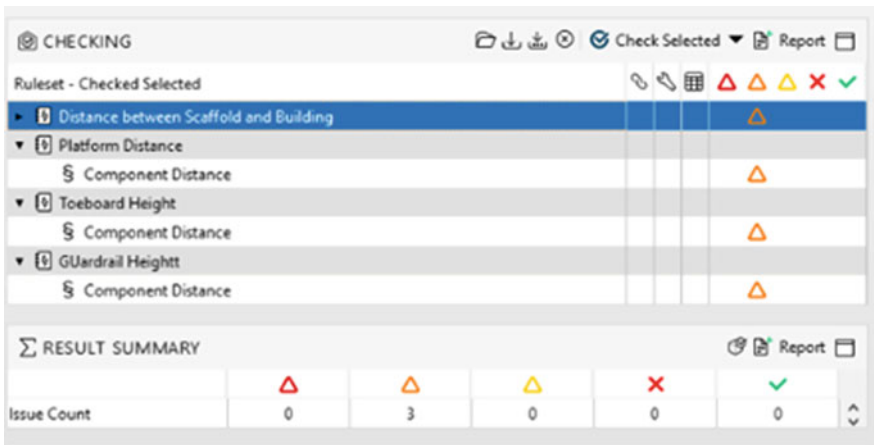 CHECKING Check Selected Report
Ruleset - Checked Selected
Distance between Scaffold and Building
Platform Distance
§ Component Distance
Toeboard Height
§ Component Distance
GUardrail Heightt
§ Component Distance
RESULT SUMMARY Report
Issue Count 0 3 0 0 0